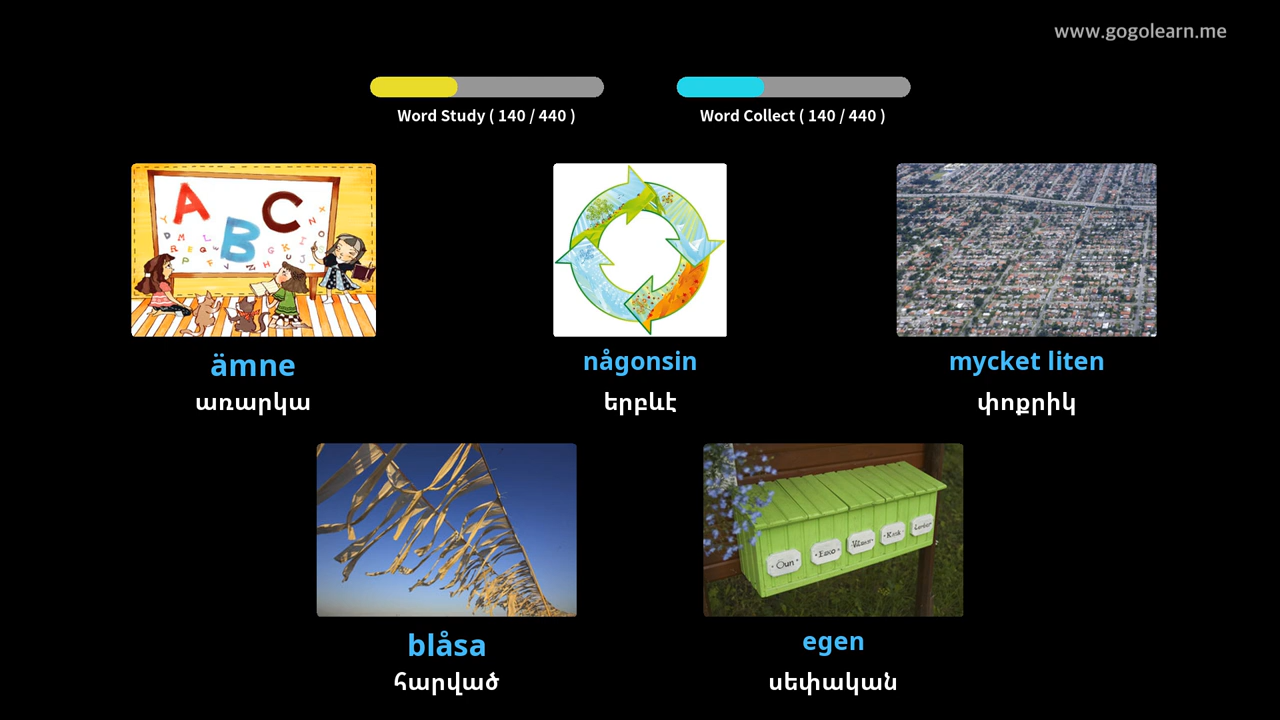 www.gogolearn.me
Word Study ( 140 / 440 )
Word Collect ( 140 / 440 )
A B C
ämne
առարկա
någonsin
երբևէ
mycket liten
փոքրիկ
Esko
blåsa
հարված
egen
սեփական